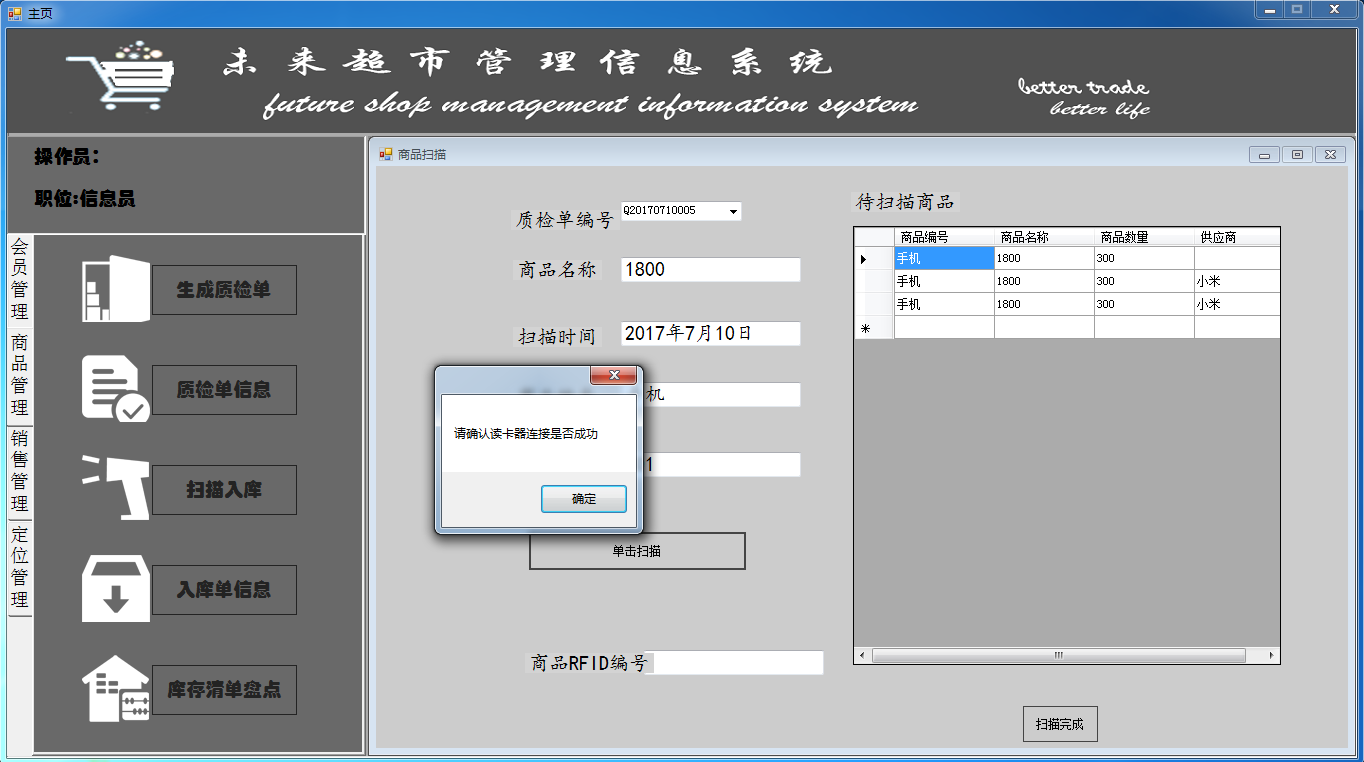 主页
未来超市管理信息系统
future shop management information system
better trade
better life
操作员：
职位:信息员
会员管理
商品管理
销售管理
定位管理
生成质检单
质检单信息
扫描入库
入库单信息
库存清单盘点
商品扫描
质检单编号 Q20170710005
商品名称 1800
扫描时间 2017年7月10日
机
1
请确认读卡器连接是否成功
确定
单击扫描
商品RFID编号
待扫描商品
商品编号 商品名称 商品数量 供应商
手机 1800 300
手机 1800 300 小米
手机 1800 300 小米
扫描完成